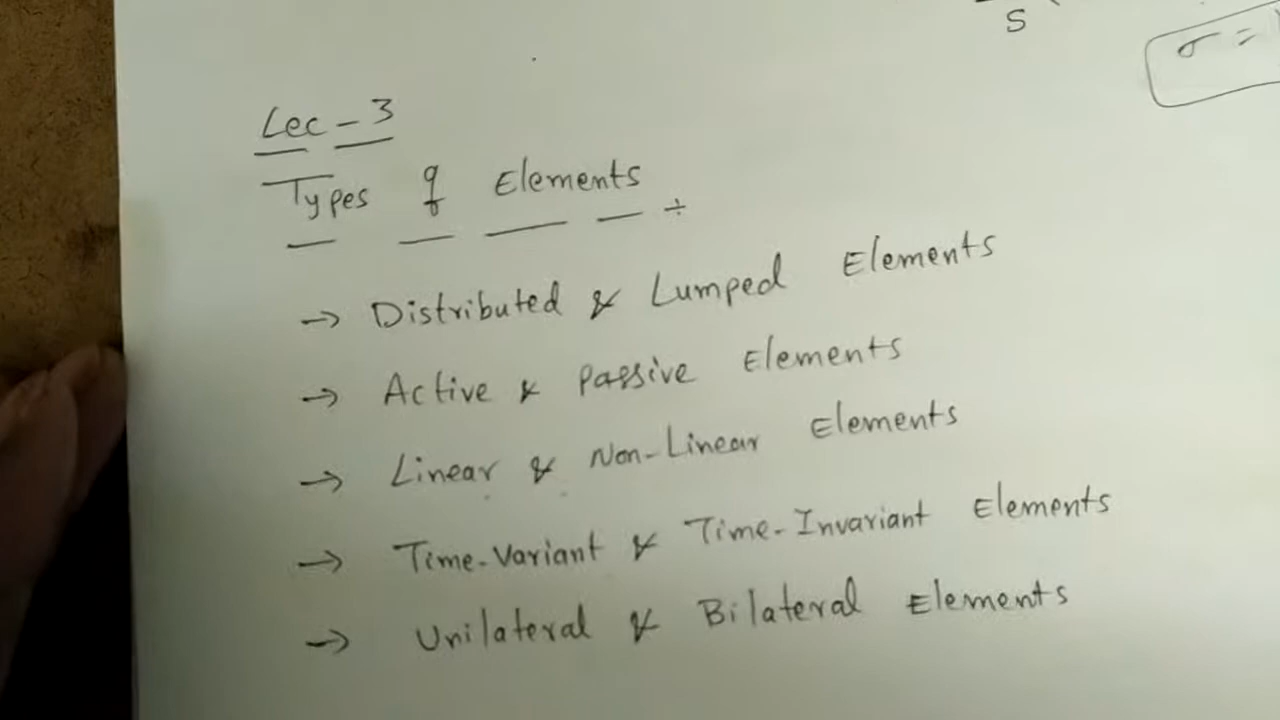 S
σ =
Lec - 3
Types of Elements :-
→ Distributed & Lumped Elements
→ Active & Passive Elements
→ Linear & Non-Linear Elements
→ Time-Variant & Time-Invariant Elements
→ Unilateral & Bilateral Elements